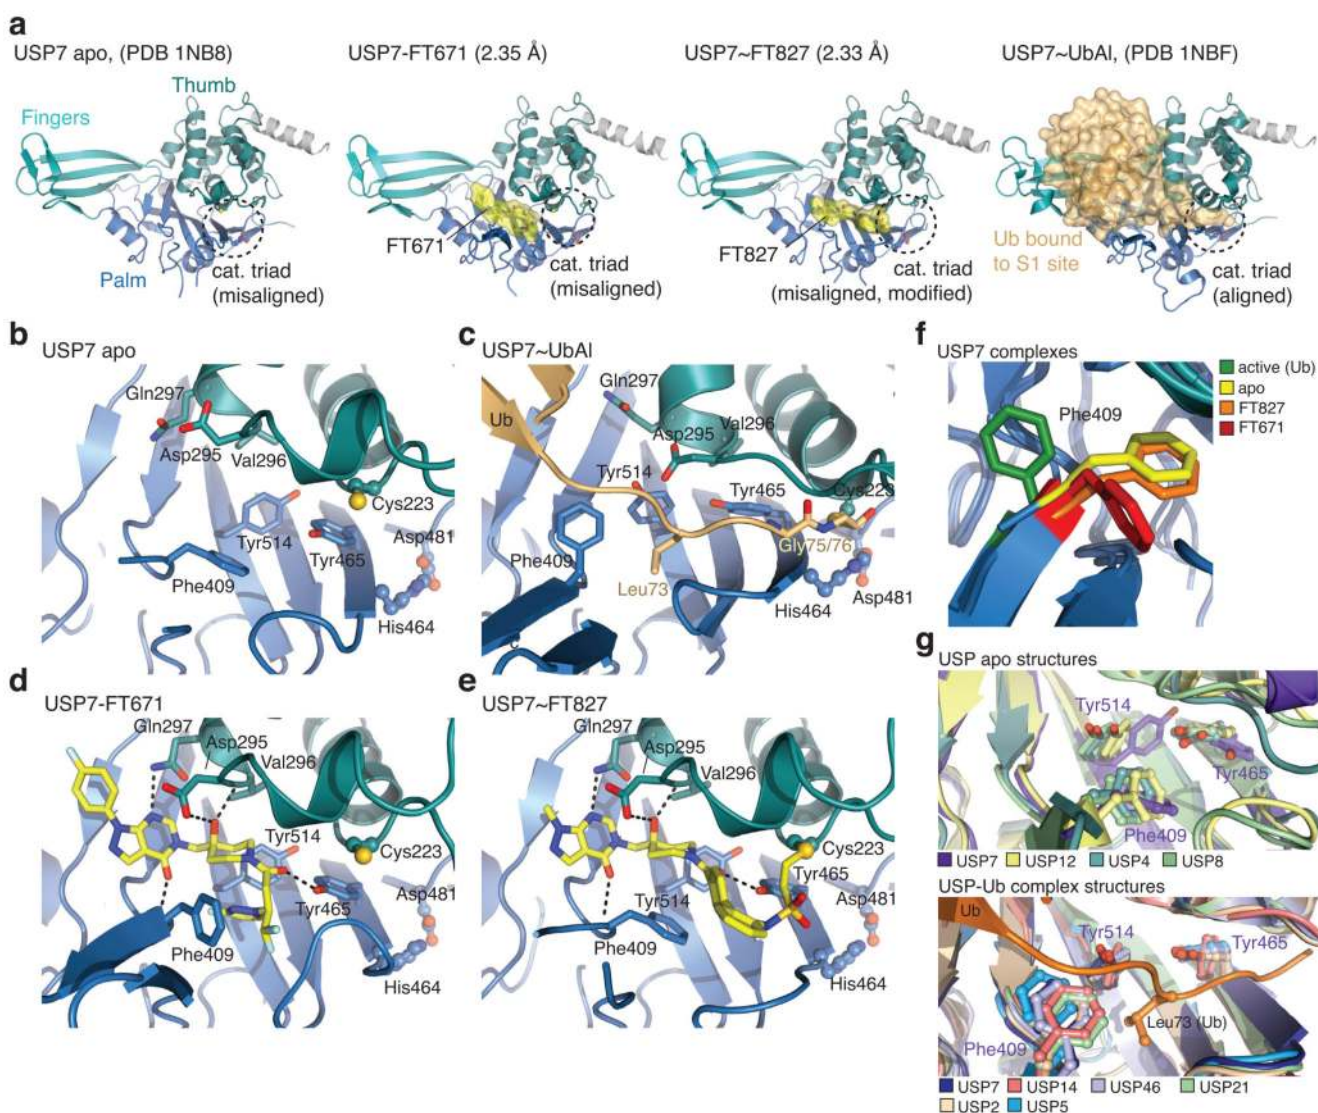 a
USP7 apo, (PDB 1NB8)
Thumb
Fingers
Palm
cat. triad
(misaligned)
USP7-FT671 (2.35 Å)
FT671
cat. triad
(misaligned)
USP7~FT827 (2.33 Å)
FT827
cat. triad
(misaligned, modified)
USP7~UbAl, (PDB 1NBF)
Ub bound
to S1 site
cat. triad
(aligned)
b
USP7 apo
Gln297
Asp295
Val296
Cys223
Tyr514
Tyr465
Asp481
Phe409
His464
c
USP7~UbAl
Gln297
Ub
Asp295
Val296
Tyr514
Tyr465
Cys223
Phe409
Gly75/76
Leu73
Asp481
His464
c
d
USP7-FT671
Gln297
Asp295
Val296
Tyr514
Cys223
Tyr465
Asp481
Phe409
His464
e
USP7~FT827
Gln297
Asp295
Val296
Cys223
Tyr465
Tyr514
Asp481
Phe409
His464
f
USP7 complexes
Phe409
active (Ub)
apo
FT827
FT671
g
USP apo structures
Tyr514
Tyr465
Phe409
USP7 USP12 USP4 USP8
USP-Ub complex structures
Ub
Tyr514
Tyr465
Leu73 (Ub)
Phe409
USP7 USP14 USP46 USP21
USP2 USP5